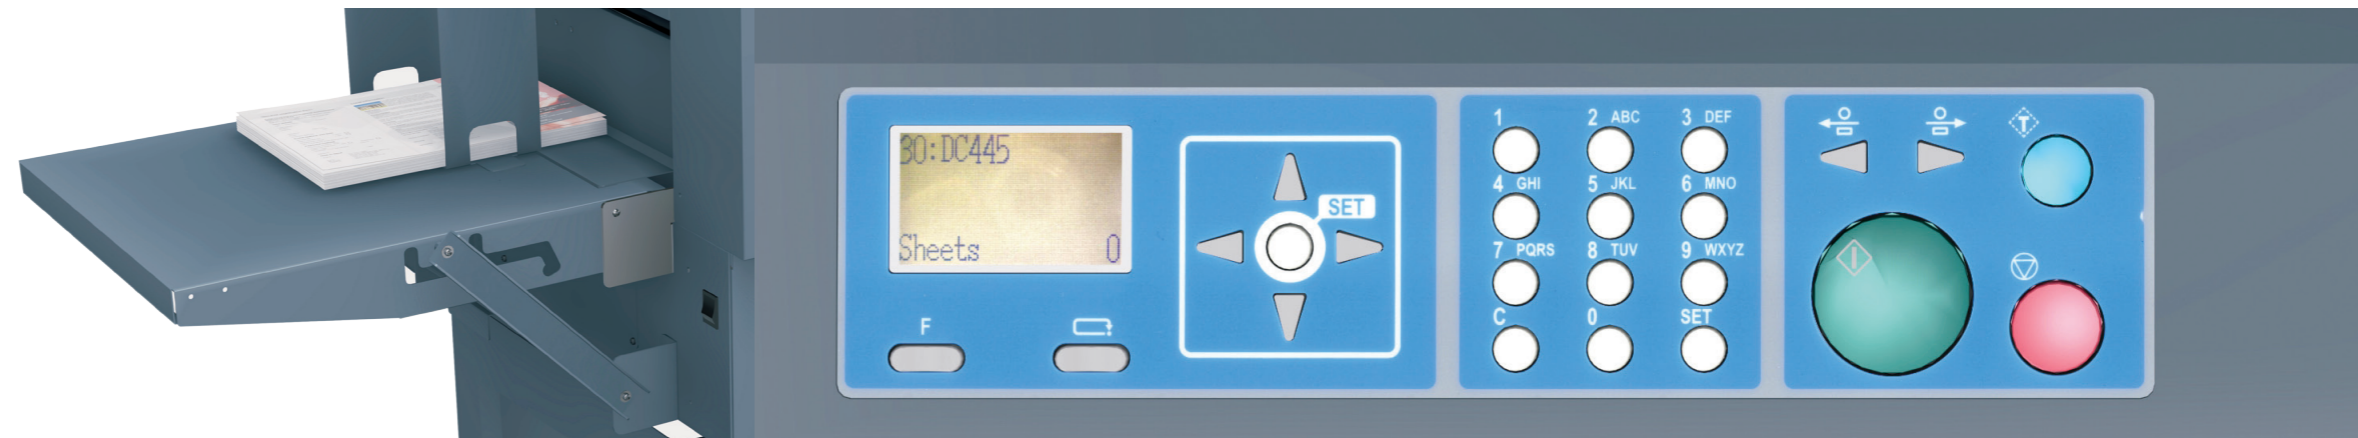 30:DC445
Sheets 0
F
SET
1
2 ABC
3 DEF
4 GHI
5 JKL
6 MNO
7 PQRS
8 TUV
9 WXYZ
C
0
SET
T